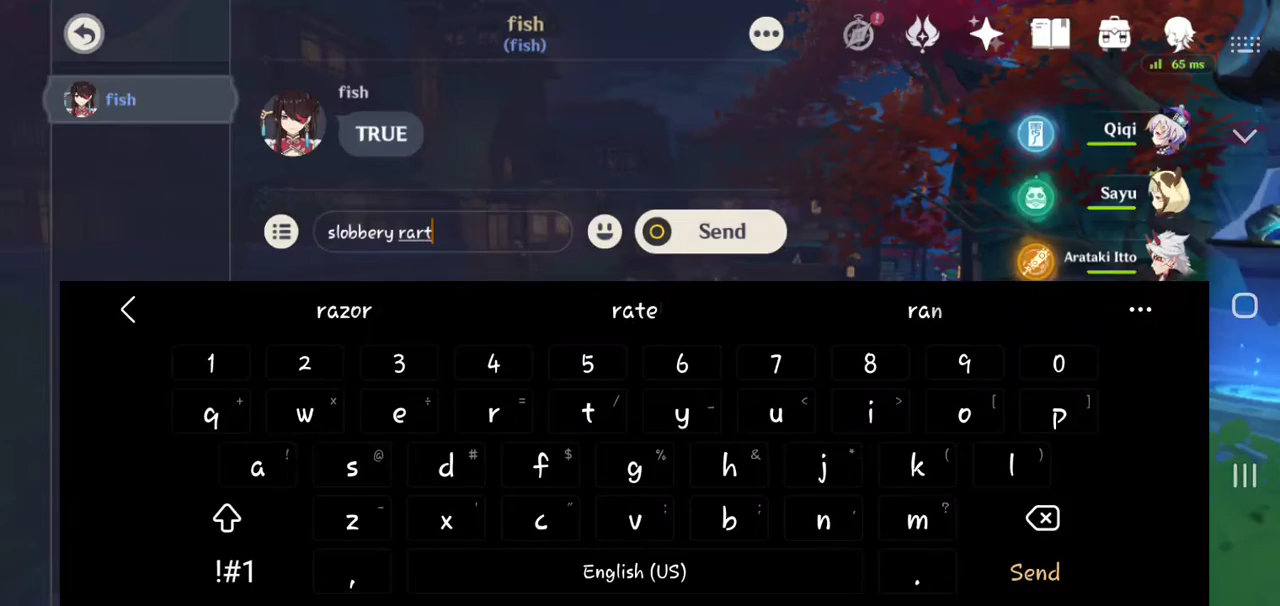 fish
(fish)
65 ms
fish
fish
TRUE
Qiqi
Sayu
slobbery rart
Send
Arataki Itto
razor
rate
ran
1 2 3 4 5 6 7 8 9 0
q + w × e ÷ r = t / y _ u < i > o [ p ]
a ! s @ d # f $ g % h & j * k ( l )
z - x ' c " v : b ; n , m ?
!#1 , English (US) . Send